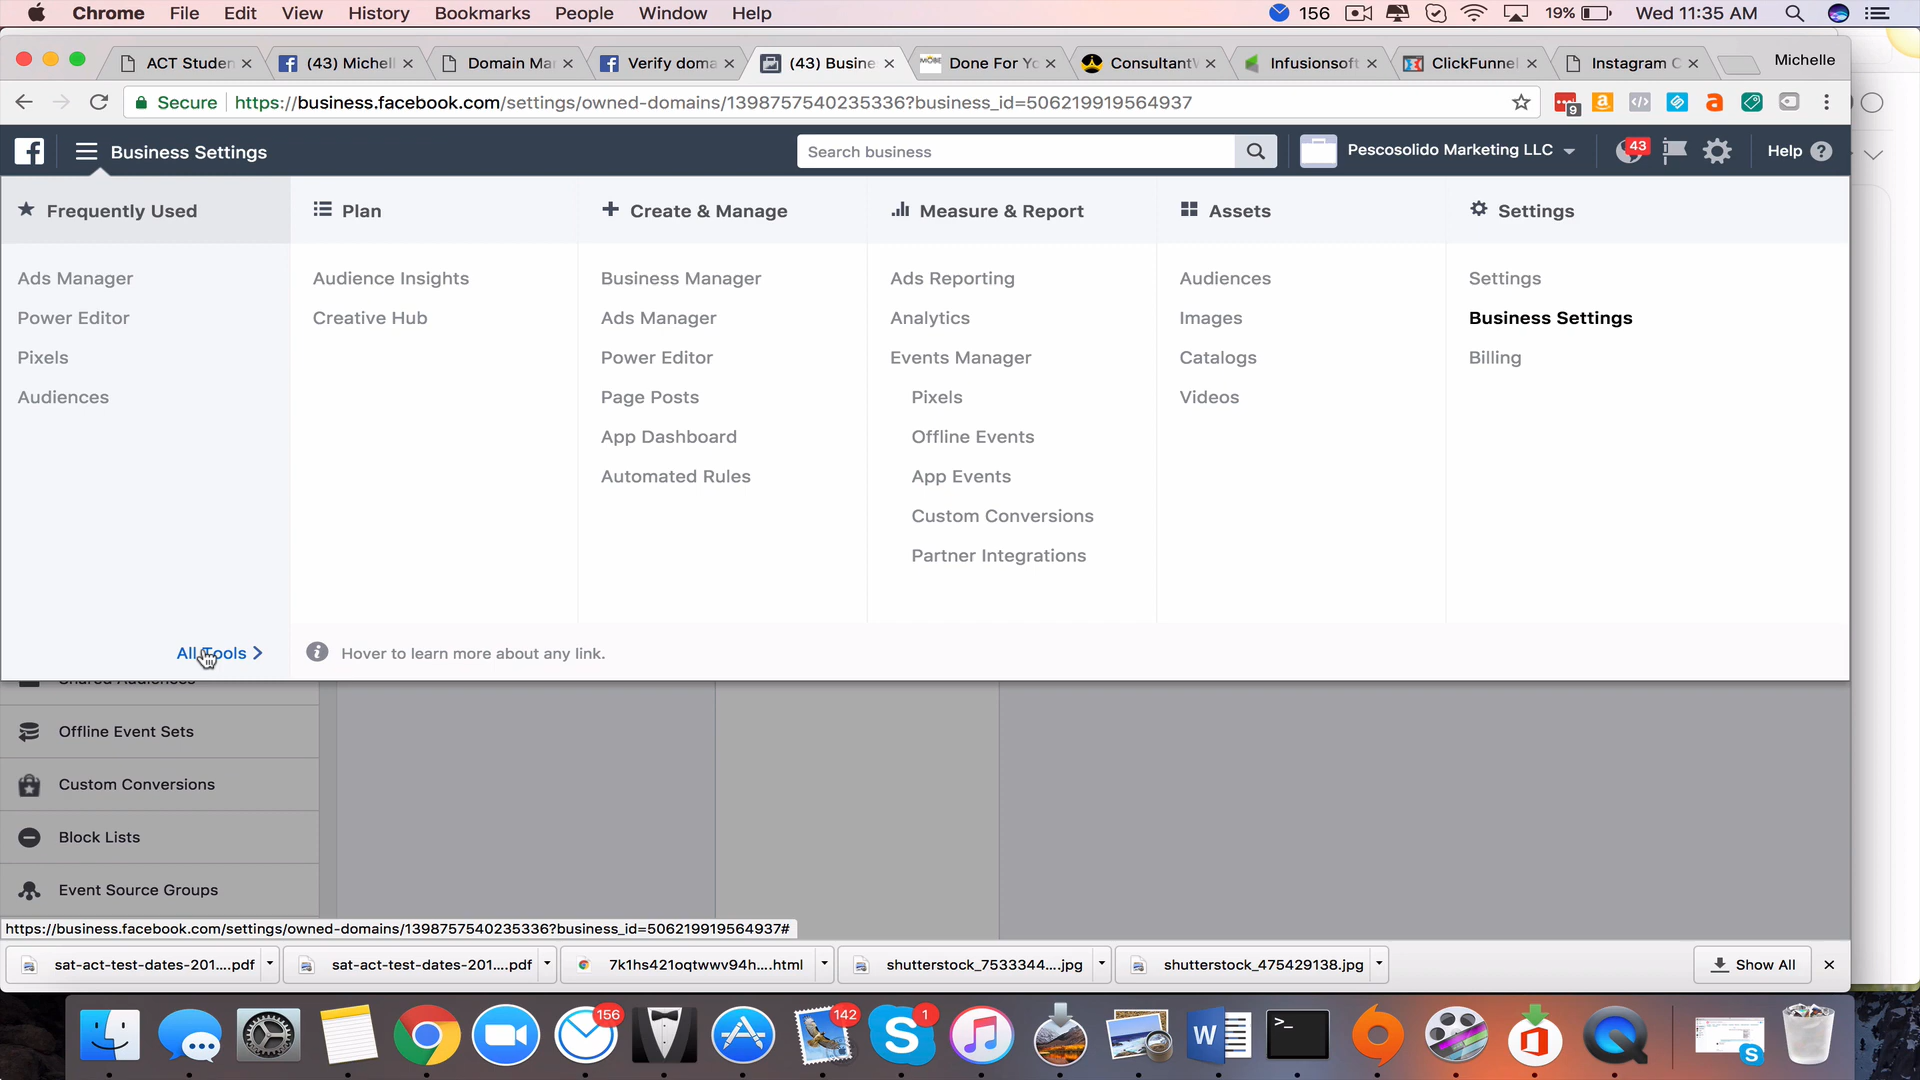 Chrome File Edit View History Bookmarks People Window Help 156 19% Wed 11:35 AM
ACT Studen (43) Michell Domain Ma Verify doma (43) Busine Done For Yo ConsultantV Infusionsoft ClickFunnel Instagram C Michelle
Secure https://business.facebook.com/settings/owned-domains/1398757540235336?business_id=506219919564937 9
Business Settings Search business Pescosolido Marketing LLC 43 Help
Frequently Used Plan Create & Manage Measure & Report Assets Settings
Ads Manager Audience Insights Business Manager Ads Reporting Audiences Settings
Power Editor Creative Hub Ads Manager Analytics Images Business Settings
Pixels Power Editor Events Manager Catalogs Billing
Audiences Page Posts Pixels Videos
App Dashboard Offline Events
Automated Rules App Events
Custom Conversions
Partner Integrations
All Tools Hover to learn more about any link.
Shared Audiences
Offline Event Sets
Custom Conversions
Block Lists
Event Source Groups
https://business.facebook.com/settings/owned-domains/1398757540235336?business_id=506219919564937#
sat-act-test-dates-201....pdf sat-act-test-dates-201....pdf 7k1hs421oqtwwv94h....html shutterstock_7533344....jpg shutterstock_475429138.jpg Show All
156 142 1